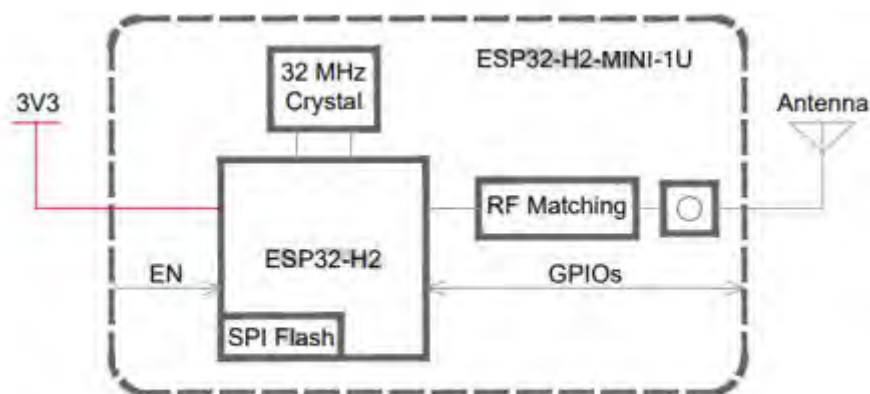 ESP32-H2-MINI-1U
32 MHz
Crystal
3V3
Antenna
RF Matching
ESP32-H2
EN
GPIOs
SPI Flash